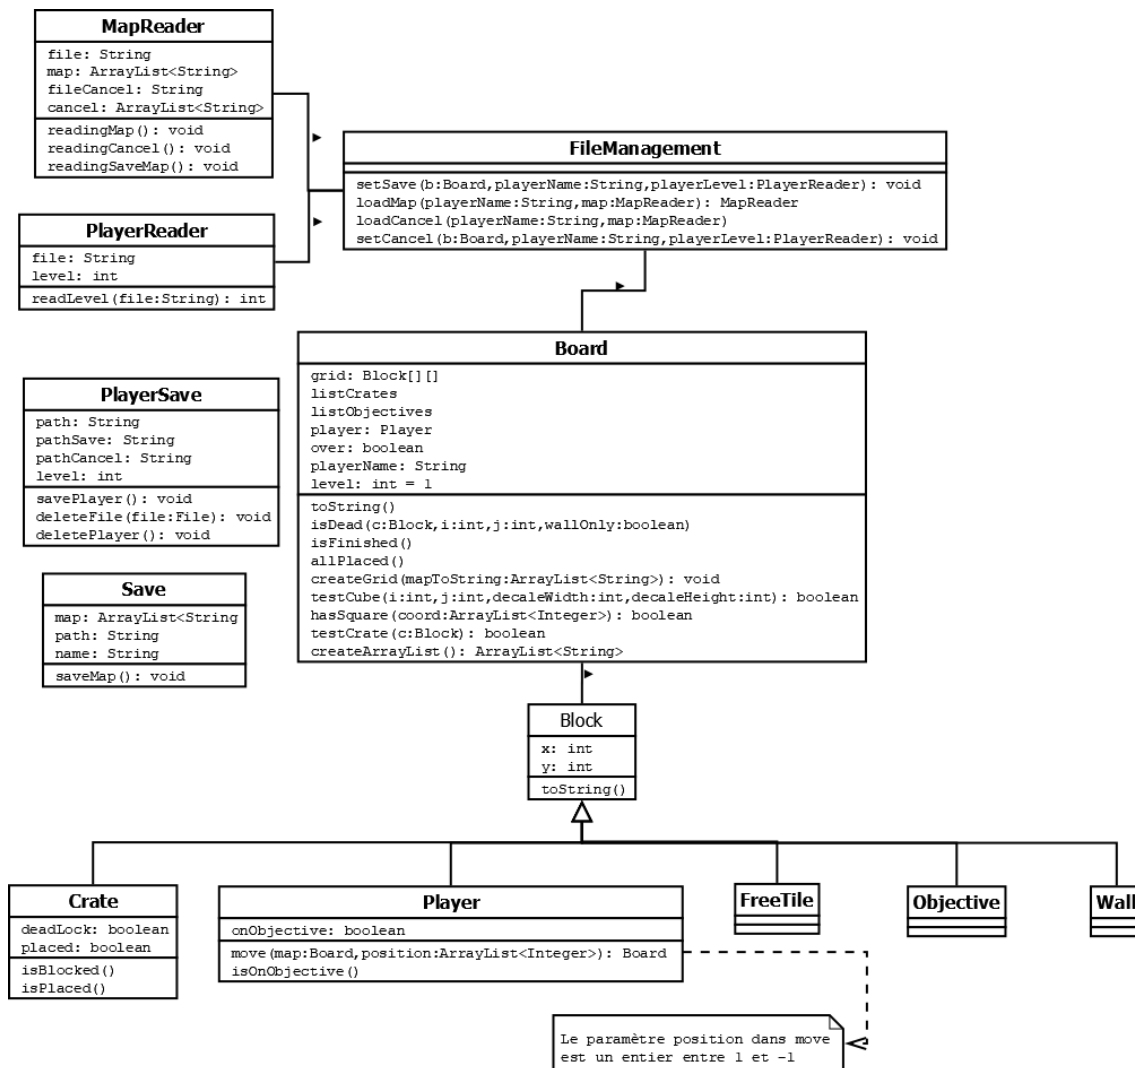 MapReader
file: String
map: ArrayList<String>
fileCancel: String
cancel: ArrayList<String>
readingMap(): void
readingCancel(): void
readingSaveMap(): void
FileManagement
setSave(b:Board,playerName:String,playerLevel:PlayerReader): void
loadMap(playerName:String,map:MapReader): MapReader
loadCancel(playerName:String,map:MapReader)
setCancel(b:Board,playerName:String,playerLevel:PlayerReader): void
PlayerReader
file: String
level: int
readLevel(file:String): int
Board
grid: Block[][]
listCrates
listObjectives
player: Player
over: boolean
playerName: String
level: int = 1
toString()
isDead(c:Block,i:int,j:int,wallOnly:boolean)
isFinished()
allPlaced()
createGrid(mapToString:ArrayList<String>): void
testCube(i:int,j:int,decaleWidth:int,decaleHeight:int): boolean
hasSquare(coord:ArrayList<Integer>): boolean
testCrate(c:Block): boolean
createArrayList(): ArrayList<String>
PlayerSave
path: String
pathSave: String
pathCancel: String
level: int
savePlayer(): void
deleteFile(file:File): void
deletePlayer(): void
Save
map: ArrayList<String
path: String
name: String
saveMap(): void
Block
x: int
y: int
toString()
Crate
deadLock: boolean
placed: boolean
isBlocked()
isPlaced()
Player
onObjective: boolean
move(map:Board,position:ArrayList<Integer>): Board
isOnObjective()
FreeTile
Objective
Wall
Le paramètre position dans move
est un entier entre 1 et -1